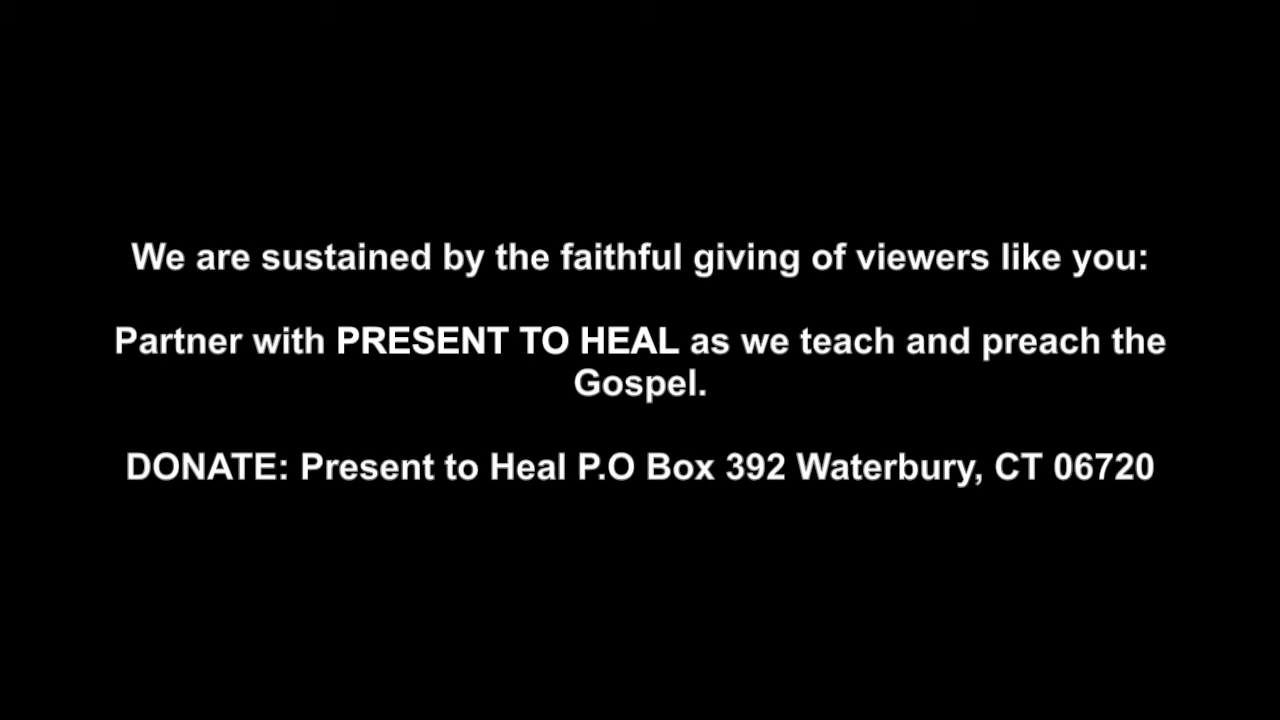 We are sustained by the faithful giving of viewers like you:
Partner with PRESENT TO HEAL as we teach and preach the
Gospel.
DONATE: Present to Heal P.O Box 392 Waterbury, CT 06720